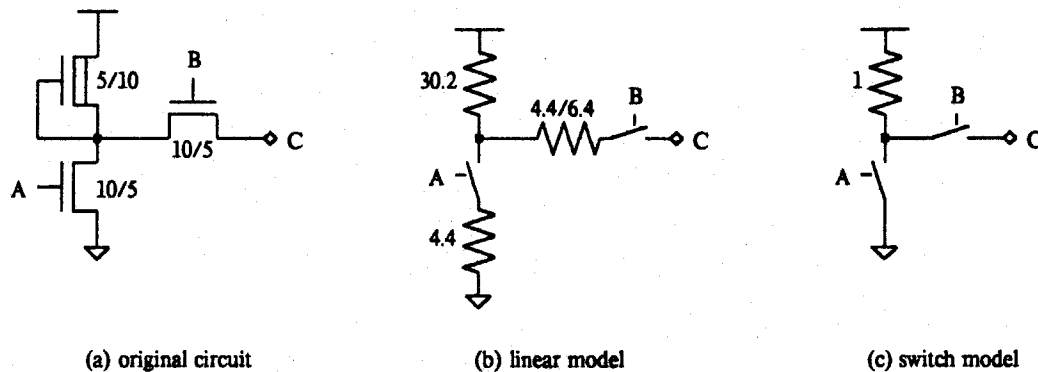 5/10
B
C
10/5
A
10/5
30.2
4.4/6.4
B
C
A
4.4
1
B
C
A
(a) original circuit
(b) linear model
(c) switch model